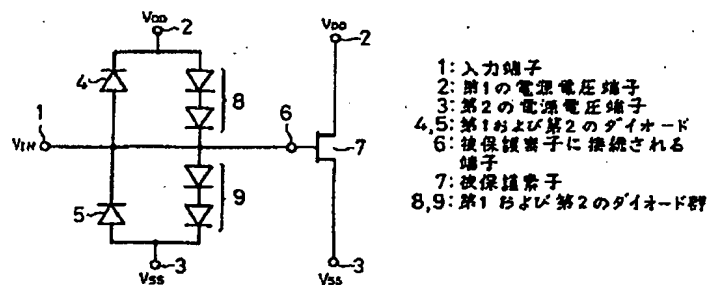 VDD
2
4
8
1
VIN
5
9
3
VSS
6
VDD
2
7
3
VSS
1:入力端子
2:第1の電源電圧端子
3:第2の電源電圧端子
4,5:第1および第2のダイオード
6:被保護素子に接続される
端子
7:被保護素子
8,9:第1および第2のダイオード群